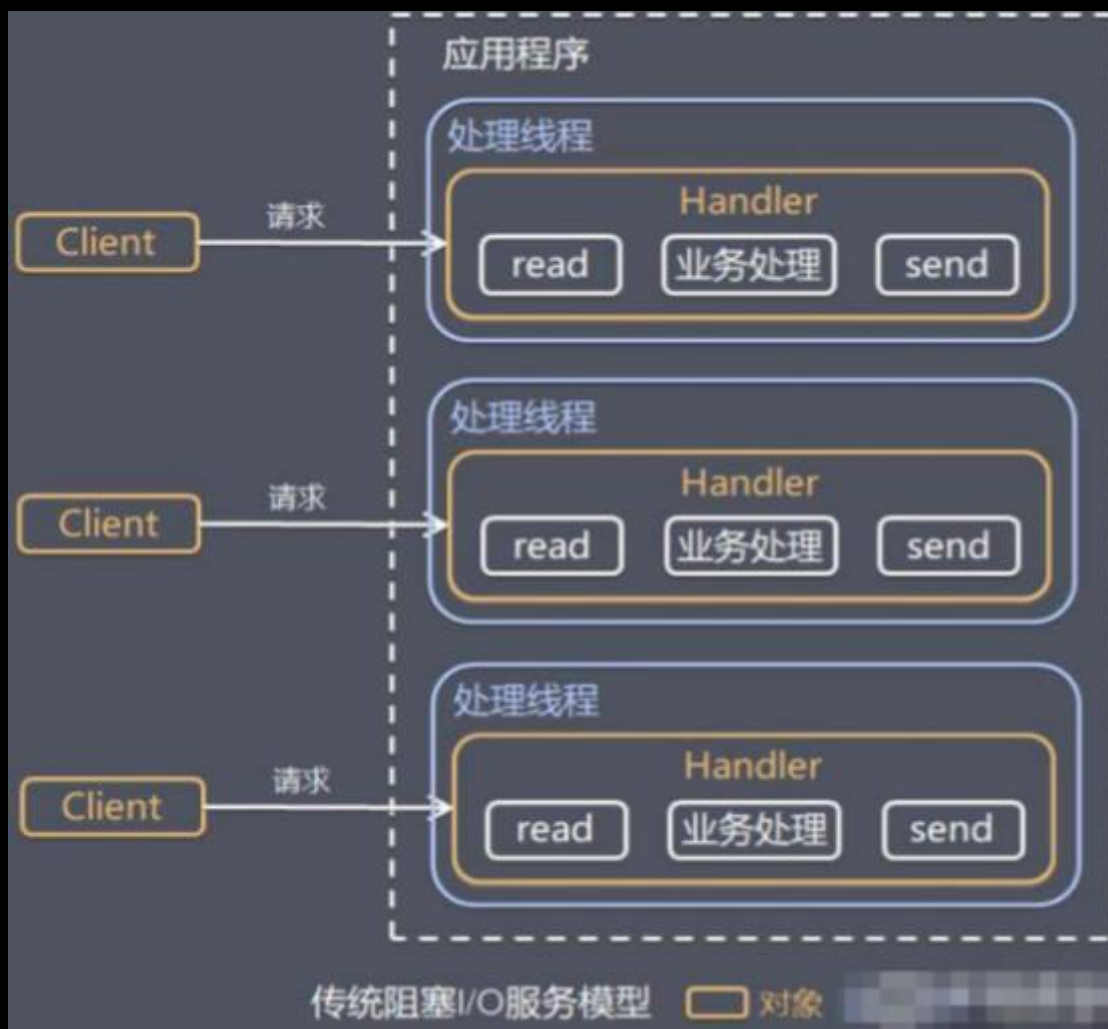 应用程序
处理线程
Handler
Client
请求
read
业务处理
send
处理线程
Handler
Client
请求
read
业务处理
send
处理线程
Handler
Client
请求
read
业务处理
send
传统阻塞I/O服务模型
对象